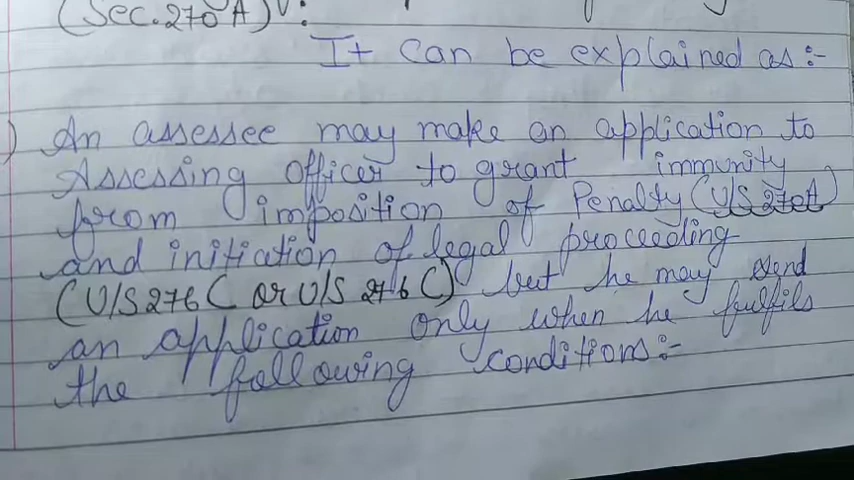 (Sec.270A)
It can be explained as:-
) An assessee may make an application to
Assessing Officer to grant immunity
from imposition of Penalty (U/S 270A)
and initiation of legal proceeding
(U/S 276C or U/S 276C) but he may send
an application only when he fulfils
the following conditions:-